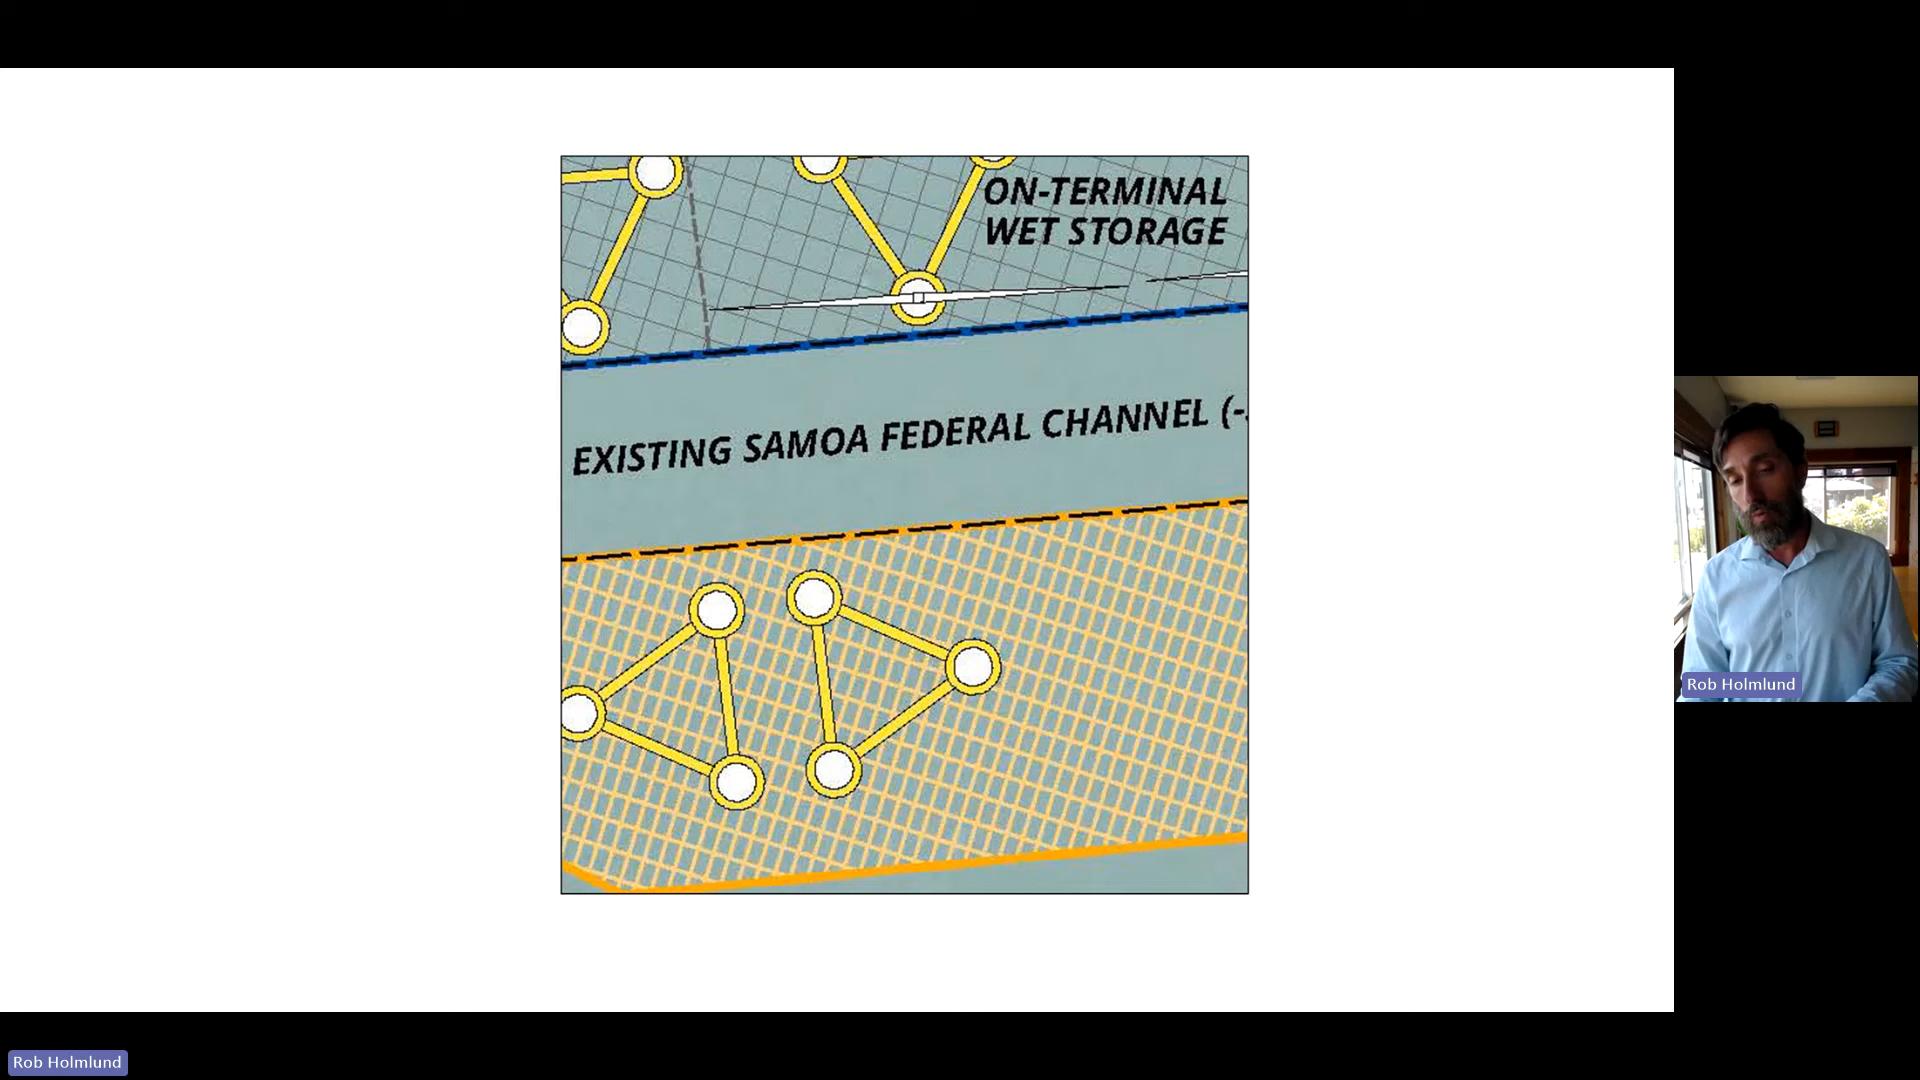 ON-TERMINAL
WET STORAGE
EXISTING SAMOA FEDERAL CHANNEL (-
Rob Holmlund
Rob Holmlund